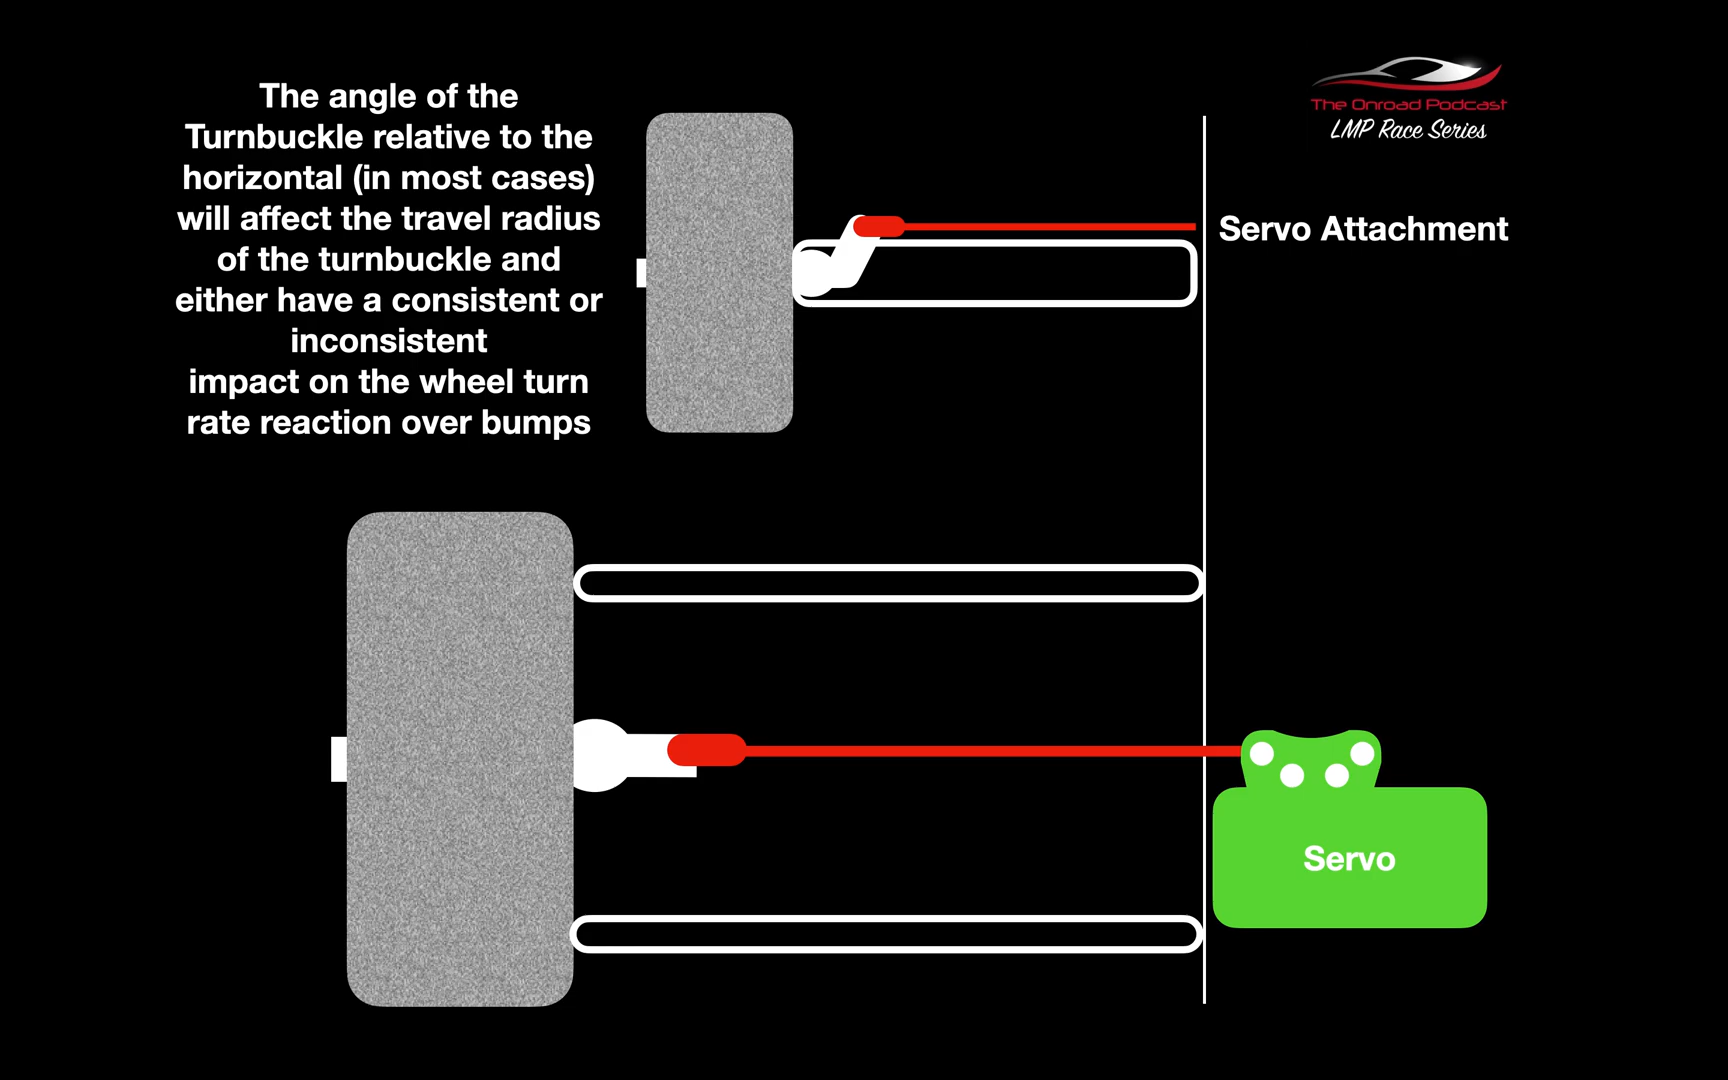 The angle of the
Turnbuckle relative to the
horizontal (in most cases)
will affect the travel radius
of the turnbuckle and
either have a consistent or
inconsistent
impact on the wheel turn
rate reaction over bumps
The Onroad Podcast
LMP Race Series
Servo Attachment
Servo